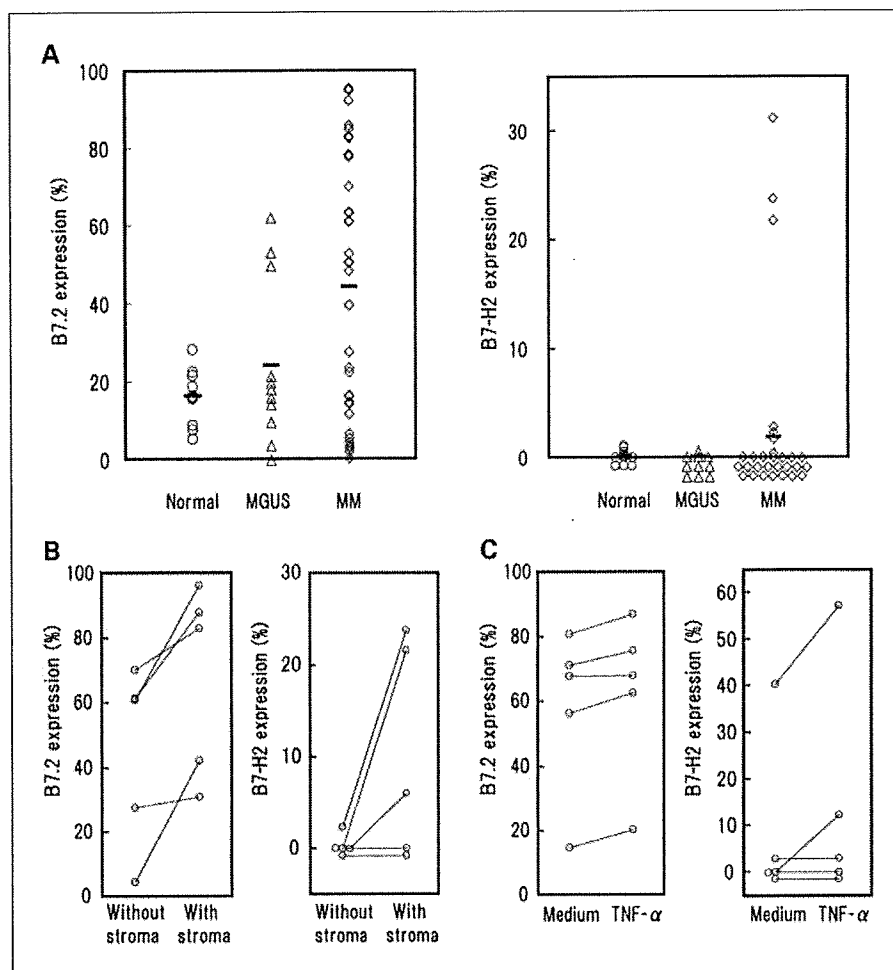 A
B7.2 expression (%)
100
80
60
40
20
0
Normal MGUS MM
B7-H2 expression (%)
30
20
10
0
Normal MGUS MM
B
B7.2 expression (%)
100
80
60
40
20
0
Without stroma
With stroma
B7-H2 expression (%)
30
20
10
0
Without stroma
With stroma
C
B7.2 expression (%)
100
80
60
40
20
0
Medium TNF-α
B7-H2 expression (%)
60
50
40
30
20
10
0
Medium TNF-α